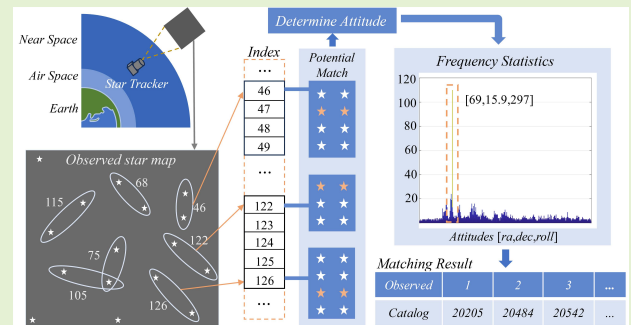 Near Space
Air Space
Earth
Star Tracker
Observed star map
68
115
46
122
75
105
126
Index
...
46
47
48
49
...
122
123
124
125
126
...
Determine Attitude
Potential
Match
Frequency Statistics
120
100
80
60
40
20
[69,15.9,297]
Attitudes [ra,dec,roll]
Matching Result
Observed 1 2 3 ...
Catalog 20205 20484 20542 ...